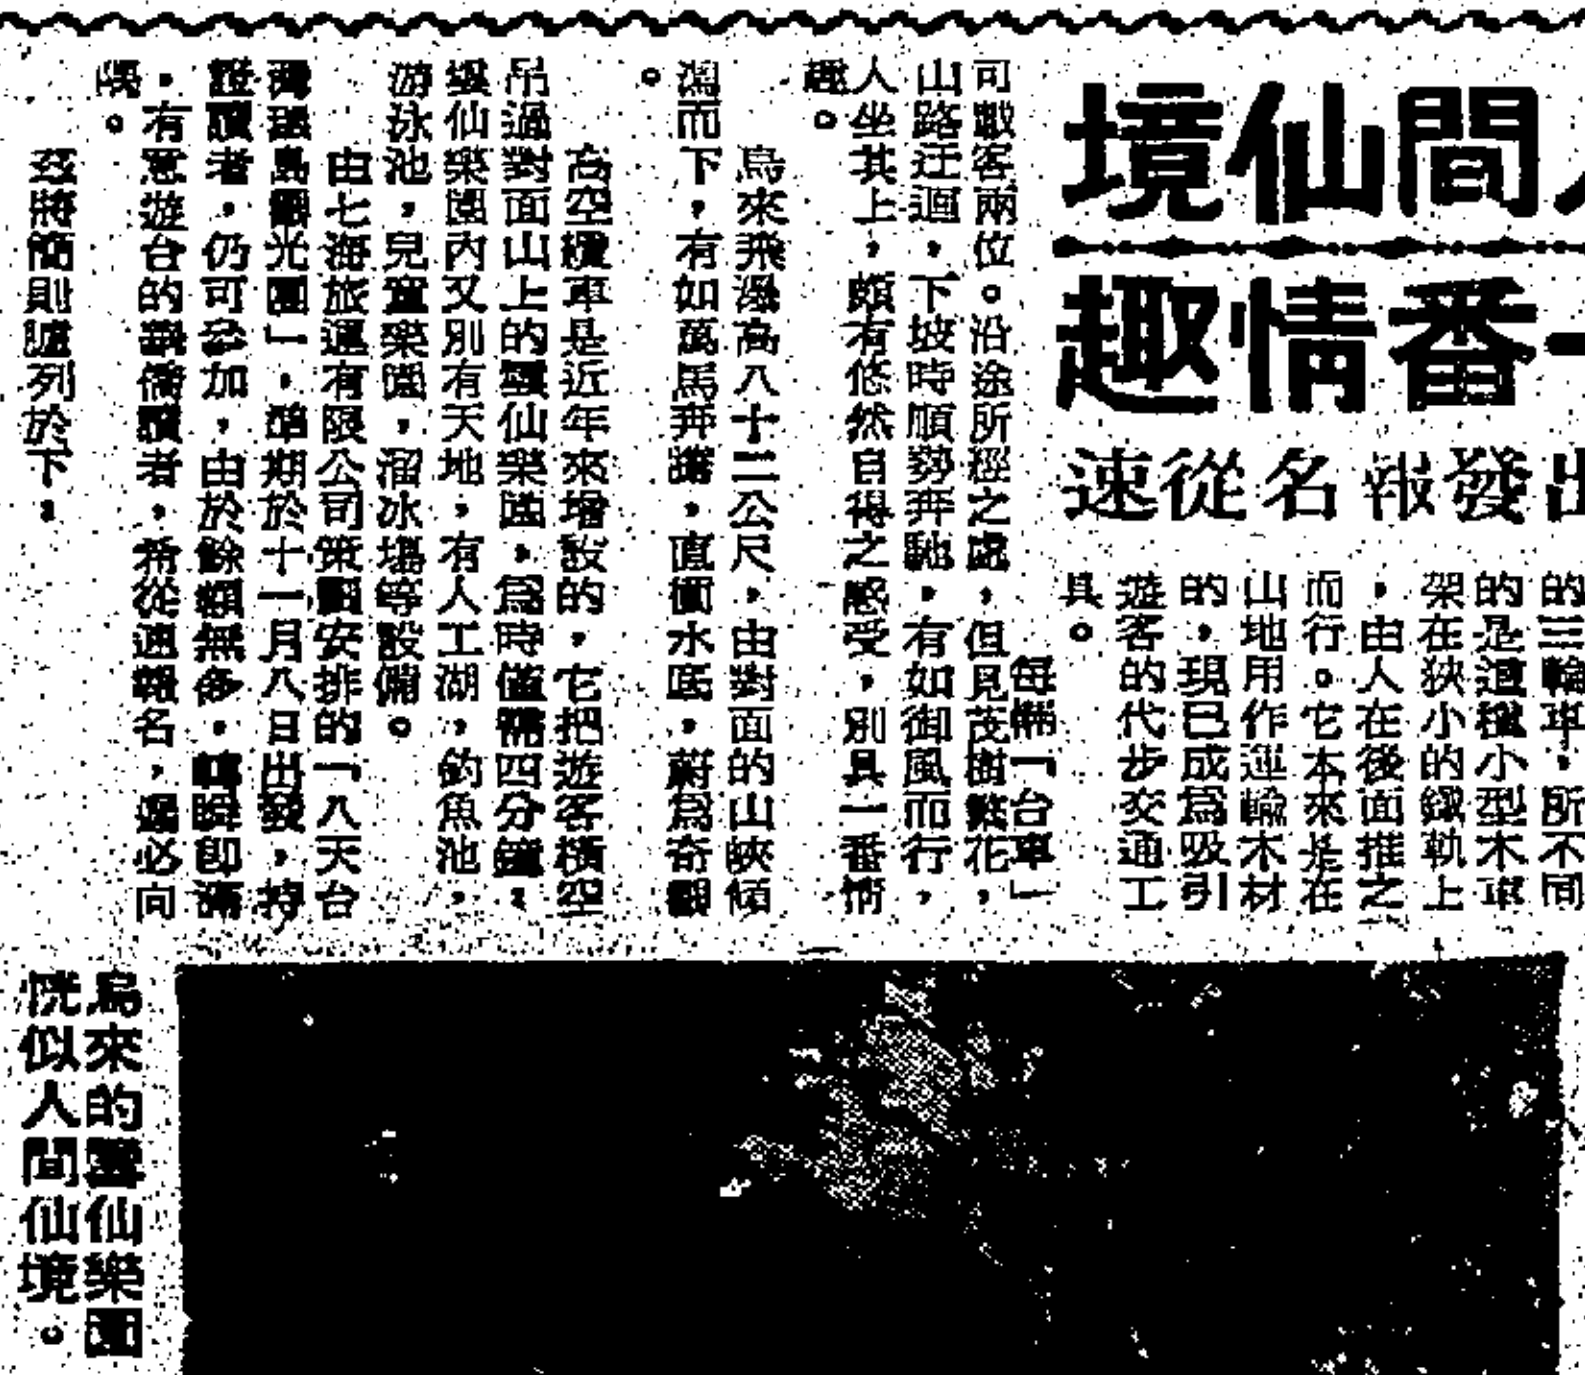 間仙境
番情趣
出發報名從速
的三輪車，所不同
的是這種小型木車
架在狹小的鐵軌上
，由人在後面推之
而行。它本來是在
山地用作運輸木材
的，現已成爲吸引
遊客的代步交通工
具。
每輛「台車」
可載客兩位。沿途所經之處，但見茂樹繁花，
山路迂迴，下坡時順勢奔馳，有如御風而行，
人坐其上，頗有悠然自得之感受，別具一番情
趣。
烏來飛瀑高八十二公尺，由對面的山峽傾
瀉而下，有如萬馬奔騰，直衝水底，蔚爲奇觀
。
高空纜車是近年來增設的，它把遊客橫空
吊過對面山上的雲仙樂園，爲時僅需四分鐘，
雲仙樂園內又別有天地，有人工湖，釣魚池，
游泳池，兒童樂園，溜冰場等設備。
由七海旅運有限公司策劃安排的「八天台
灣環島觀光團」，準期於十一月八日出發，持
證讀者，仍可參加，由於餘額無多，轉瞬即滿
，有意遊台的華僑讀者，希從速報名，遲必向
隅。
茲將簡則臚列於下：
烏來的雲仙樂園
恍似人間仙境。